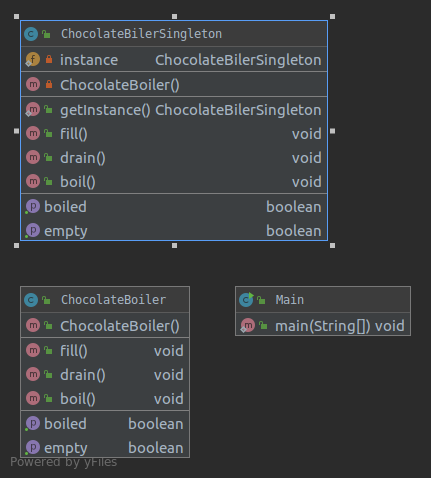 ChocolateBilerSingleton
instance ChocolateBilerSingleton
ChocolateBoiler()
getInstance() ChocolateBilerSingleton
fill() void
drain() void
boil() void
boiled boolean
empty boolean
ChocolateBoiler
ChocolateBoiler()
fill() void
drain() void
boil() void
boiled boolean
empty boolean
Main
main(String[]) void
Powered by yFiles